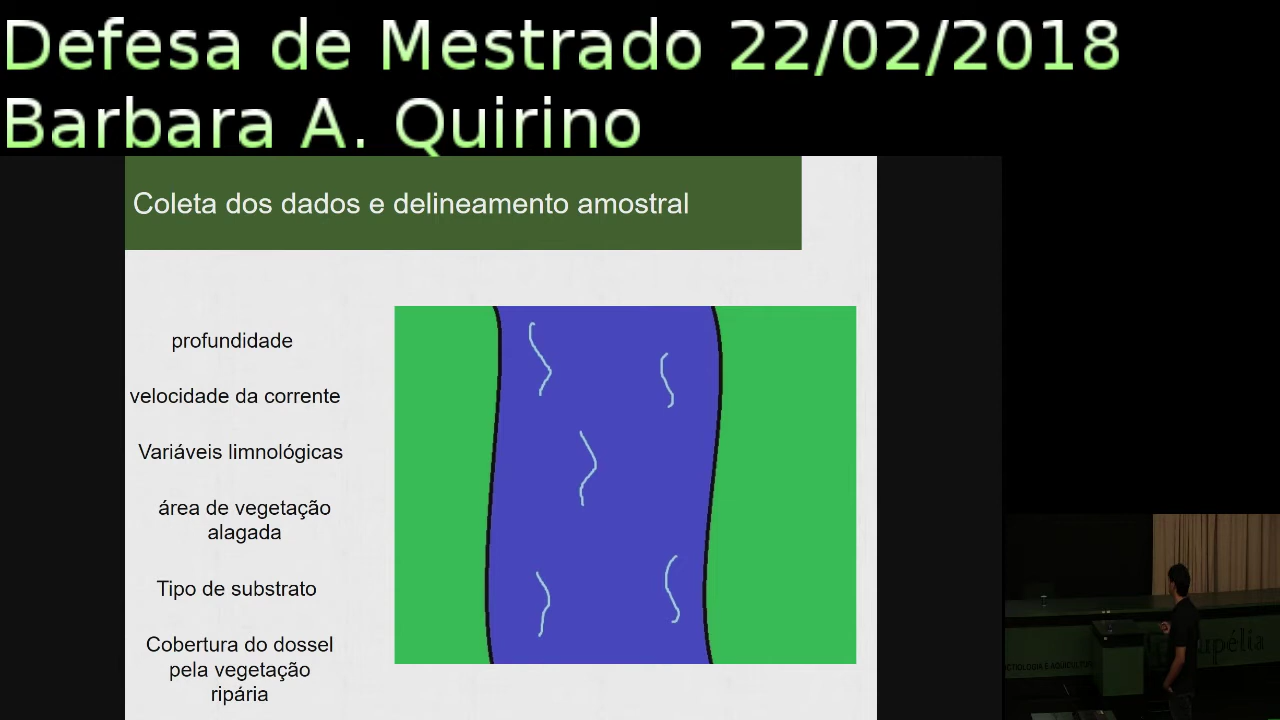 Defesa de Mestrado 22/02/2018
Barbara A. Quirino
Coleta dos dados e delineamento amostral
profundidade
velocidade da corrente
Variáveis limnológicas
área de vegetação
alagada
Tipo de substrato
Cobertura do dossel
pela vegetação
ripária